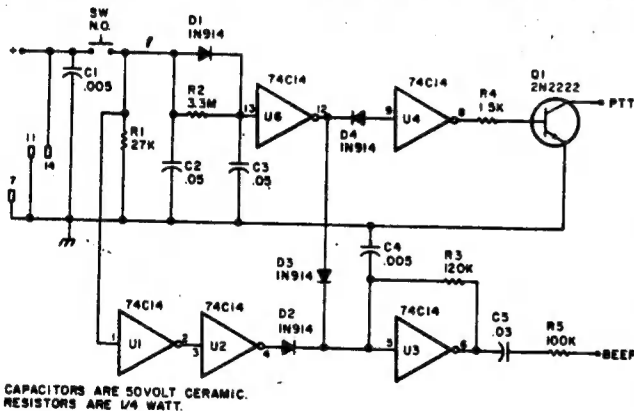 SW
N.O.
+
C1
.005
D1
1N914
R2
3.3M
R1
27K
C2
.05
C3
.05
74C14
13
U6
12
D4
1N914
74C14
9
U4
8
R4
1.5K
Q1
2N2222
PTT
7
11
14
D3
1N914
C4
.005
R3
120K
74C14
1
U1
2
74C14
3
U2
4
D2
1N914
74C14
5
U3
6
C5
.03
R5
100K
BEEP
CAPACITORS ARE 50VOLT CERAMIC.
RESISTORS ARE 1/4 WATT.